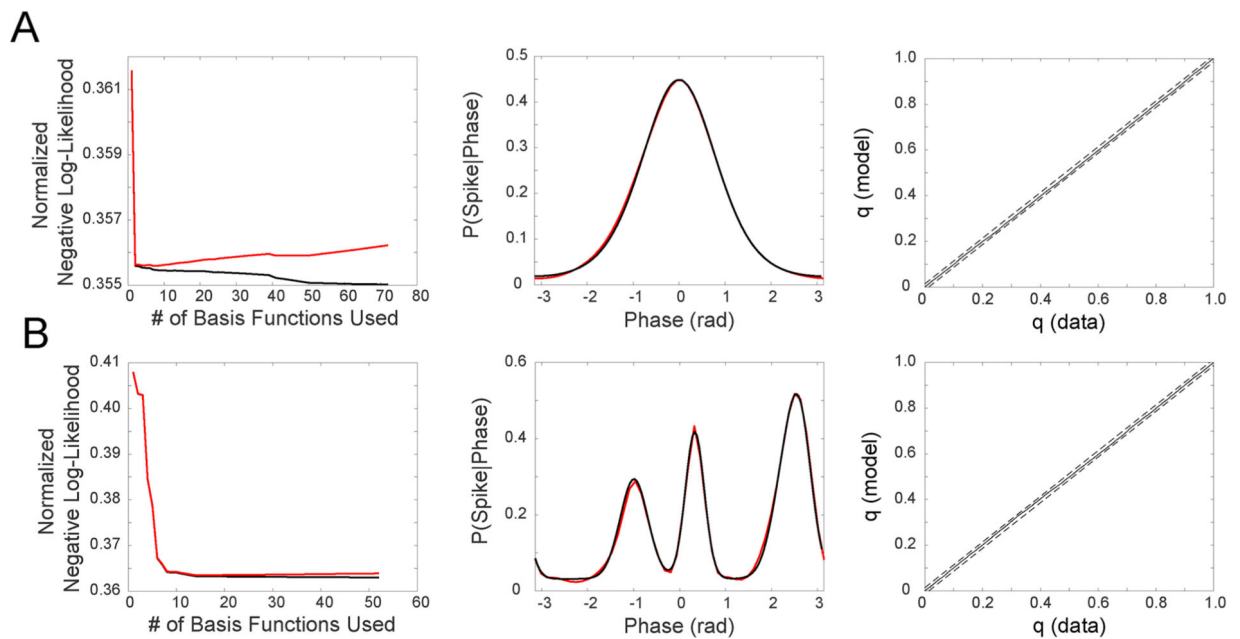 A
Normalized
Negative Log-Likelihood
0.361
0.359
0.357
0.355
0 10 20 30 40 50 60 70 80
# of Basis Functions Used
P(Spike|Phase)
0.5
0.4
0.3
0.2
0.1
0
-3 -2 -1 0 1 2 3
Phase (rad)
q (model)
1.0
0.8
0.6
0.4
0.2
0
0 0.2 0.4 0.6 0.8 1.0
q (data)
B
Normalized
Negative Log-Likelihood
0.41
0.40
0.39
0.38
0.37
0.36
0 10 20 30 40 50 60
# of Basis Functions Used
P(Spike|Phase)
0.6
0.4
0.2
0
-3 -2 -1 0 1 2 3
Phase (rad)
q (model)
1.0
0.8
0.6
0.4
0.2
0
0 0.2 0.4 0.6 0.8 1.0
q (data)